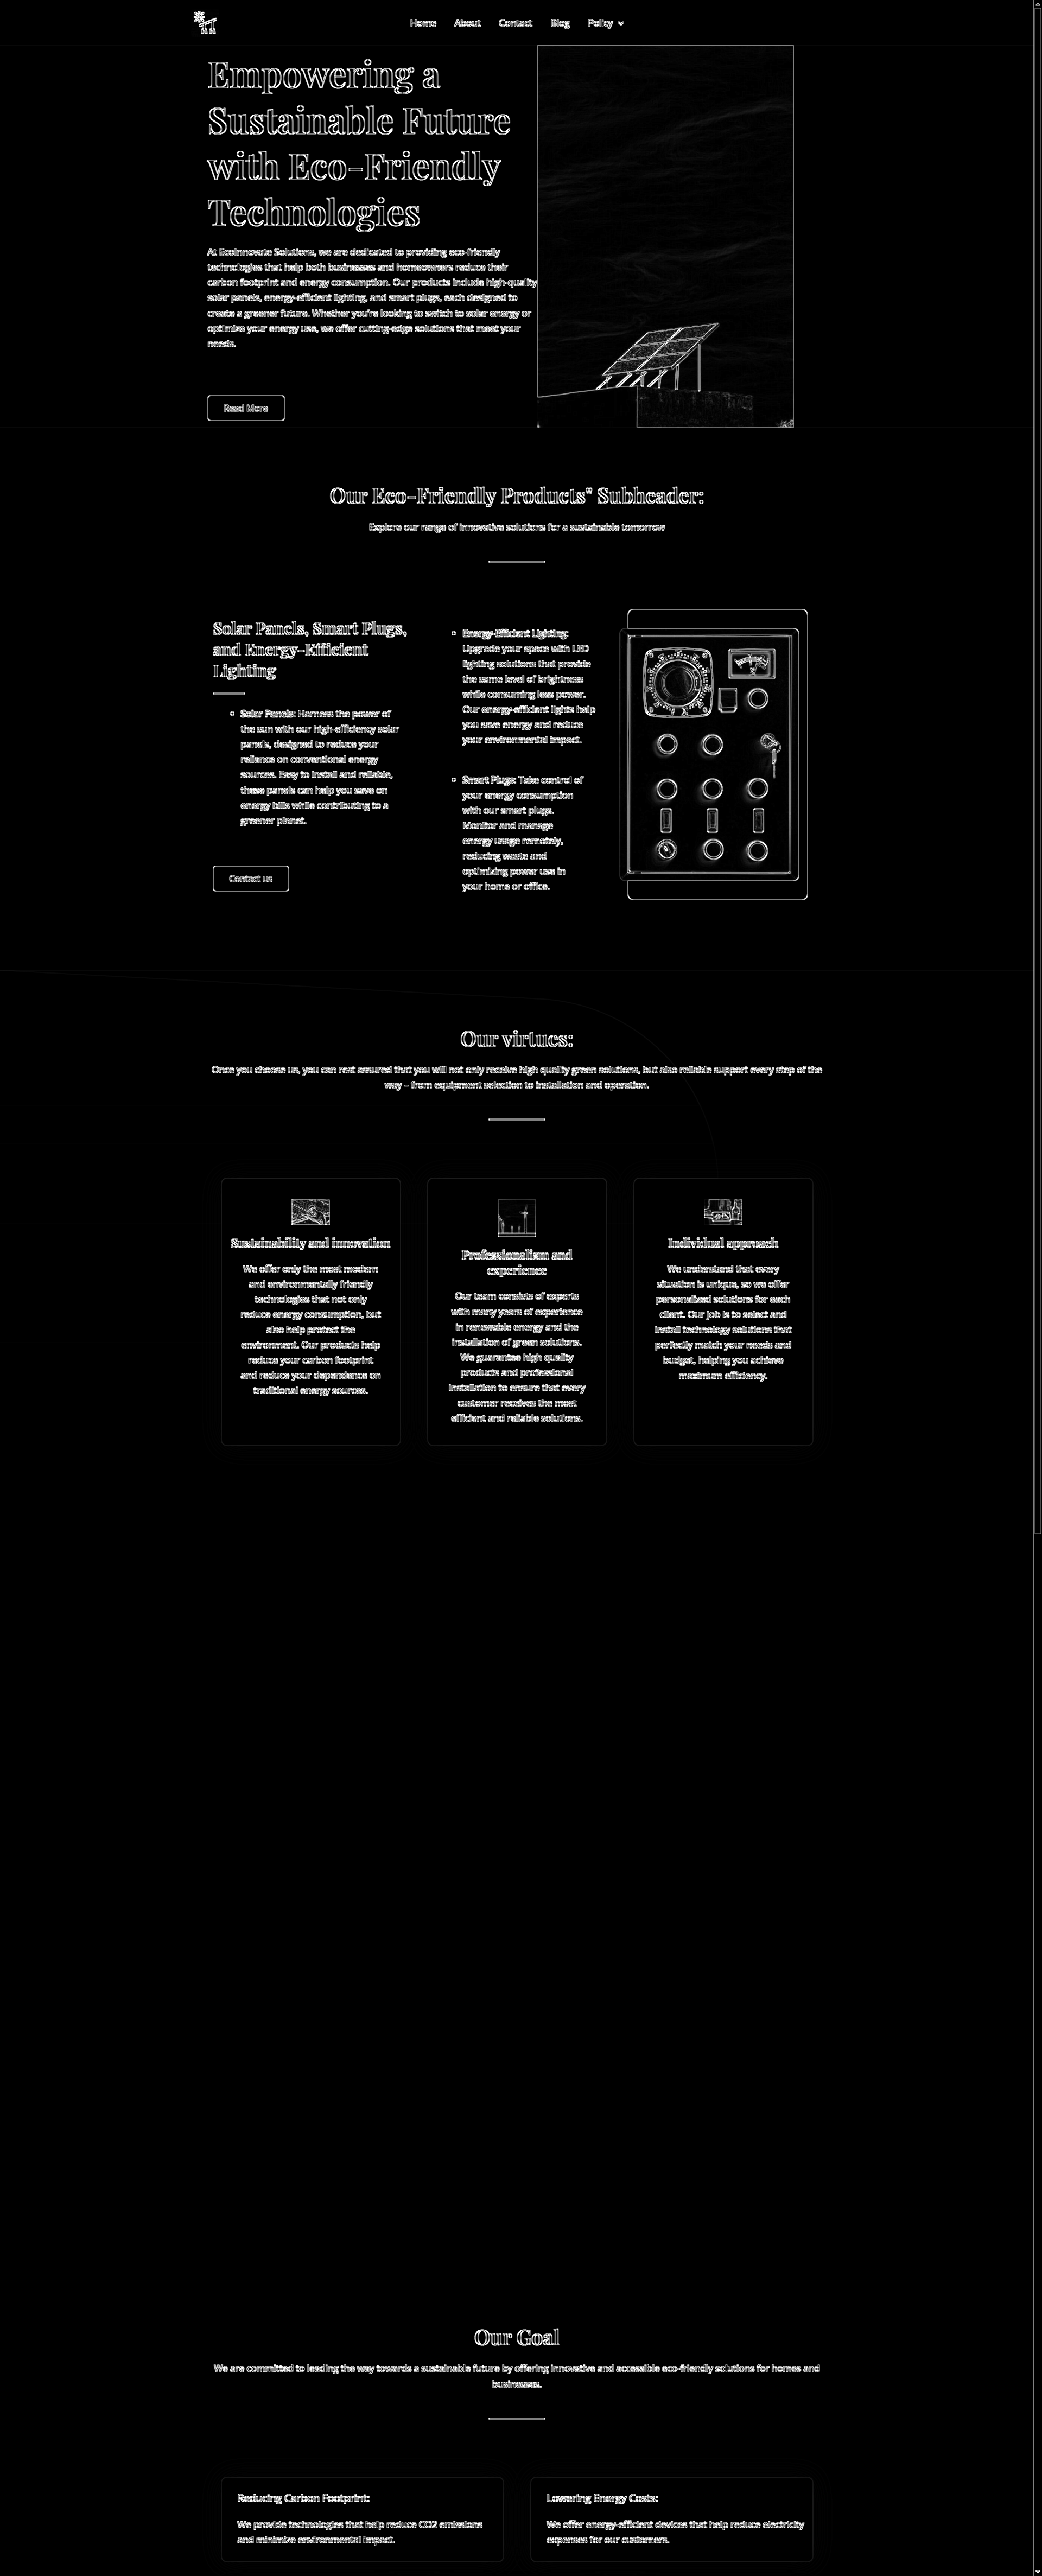 Home
About
Contact
Blog
Policy
Empowering a
Sustainable Future
with Eco-Friendly
Technologies
At EcoInnovate Solutions, we are dedicated to providing eco-friendly
technologies that help both businesses and homeowners reduce their
carbon footprint and energy consumption. Our products include high-quality
solar panels, energy-efficient lighting, and smart plugs, each designed to
create a greener future. Whether you're looking to switch to solar energy or
optimize your energy use, we offer cutting-edge solutions that meet your
needs.
Read More
Our Eco-Friendly Products" Subheader:
Explore our range of innovative solutions for a sustainable tomorrow
Solar Panels, Smart Plugs,
and Energy-Efficient
Lighting
Solar Panels: Harness the power of
the sun with our high-efficiency solar
panels, designed to reduce your
reliance on conventional energy
sources. Easy to install and reliable,
these panels can help you save on
energy bills while contributing to a
greener planet.
Contact us
Energy-Efficient Lighting:
Upgrade your space with LED
lighting solutions that provide
the same level of brightness
while consuming less power.
Our energy-efficient lights help
you save energy and reduce
your environmental impact.
Smart Plugs: Take control of
your energy consumption
with our smart plugs.
Monitor and manage
energy usage remotely,
reducing waste and
optimizing power use in
your home or office.
Our virtues:
Once you choose us, you can rest assured that you will not only receive high quality green solutions, but also reliable support every step of the
way - from equipment selection to installation and operation.
Sustainability and innovation
We offer only the most modern
and environmentally friendly
technologies that not only
reduce energy consumption, but
also help protect the
environment. Our products help
reduce your carbon footprint
and reduce your dependence on
traditional energy sources.
Professionalism and
experience
Our team consists of experts
with many years of experience
in renewable energy and the
installation of green solutions.
We guarantee high quality
products and professional
installation to ensure that every
customer receives the most
efficient and reliable solutions.
Individual approach
We understand that every
situation is unique, so we offer
personalized solutions for each
client. Our job is to select and
install technology solutions that
perfectly match your needs and
budget, helping you achieve
maximum efficiency.
Our Goal
We are committed to leading the way towards a sustainable future by offering innovative and accessible eco-friendly solutions for homes and
businesses.
Reducing Carbon Footprint:
We provide technologies that help reduce CO2 emissions
and minimize environmental impact.
Lowering Energy Costs:
We offer energy-efficient devices that help reduce electricity
expenses for our customers.